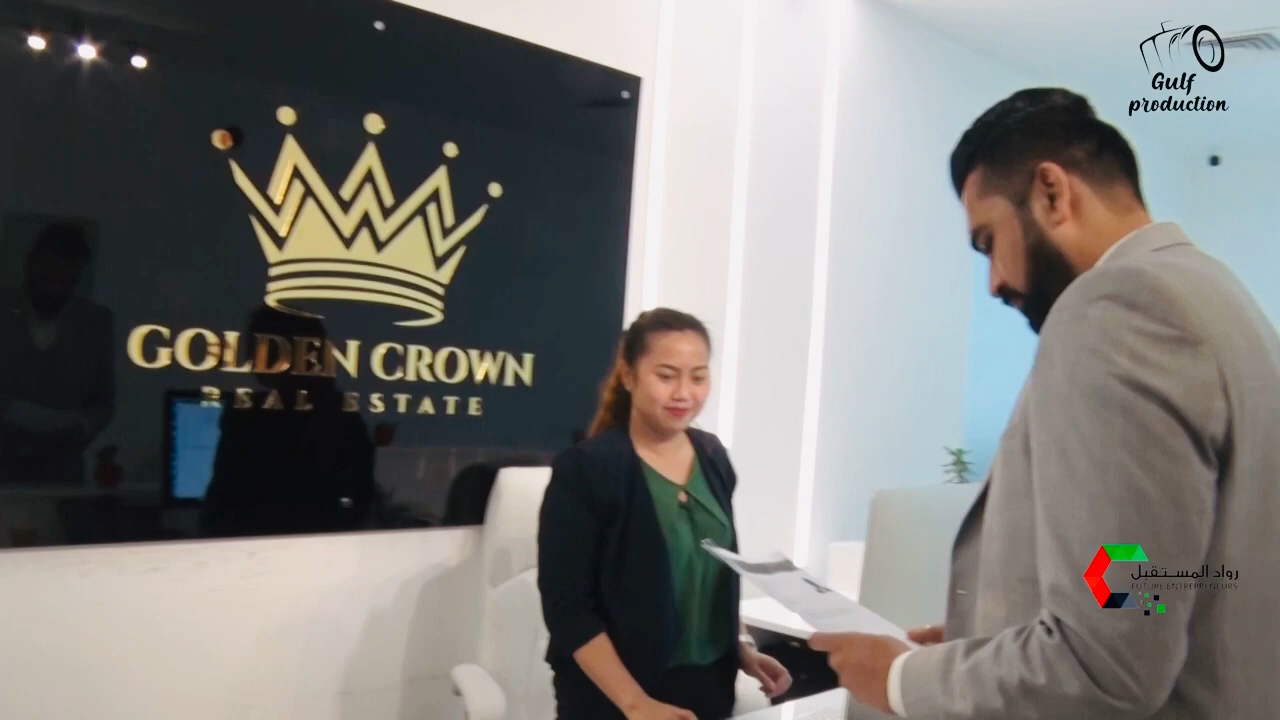 Gulf
production
GOLDEN CROWN
REAL ESTATE
رواد المستقبل
FUTURE ENTREPRENEURS